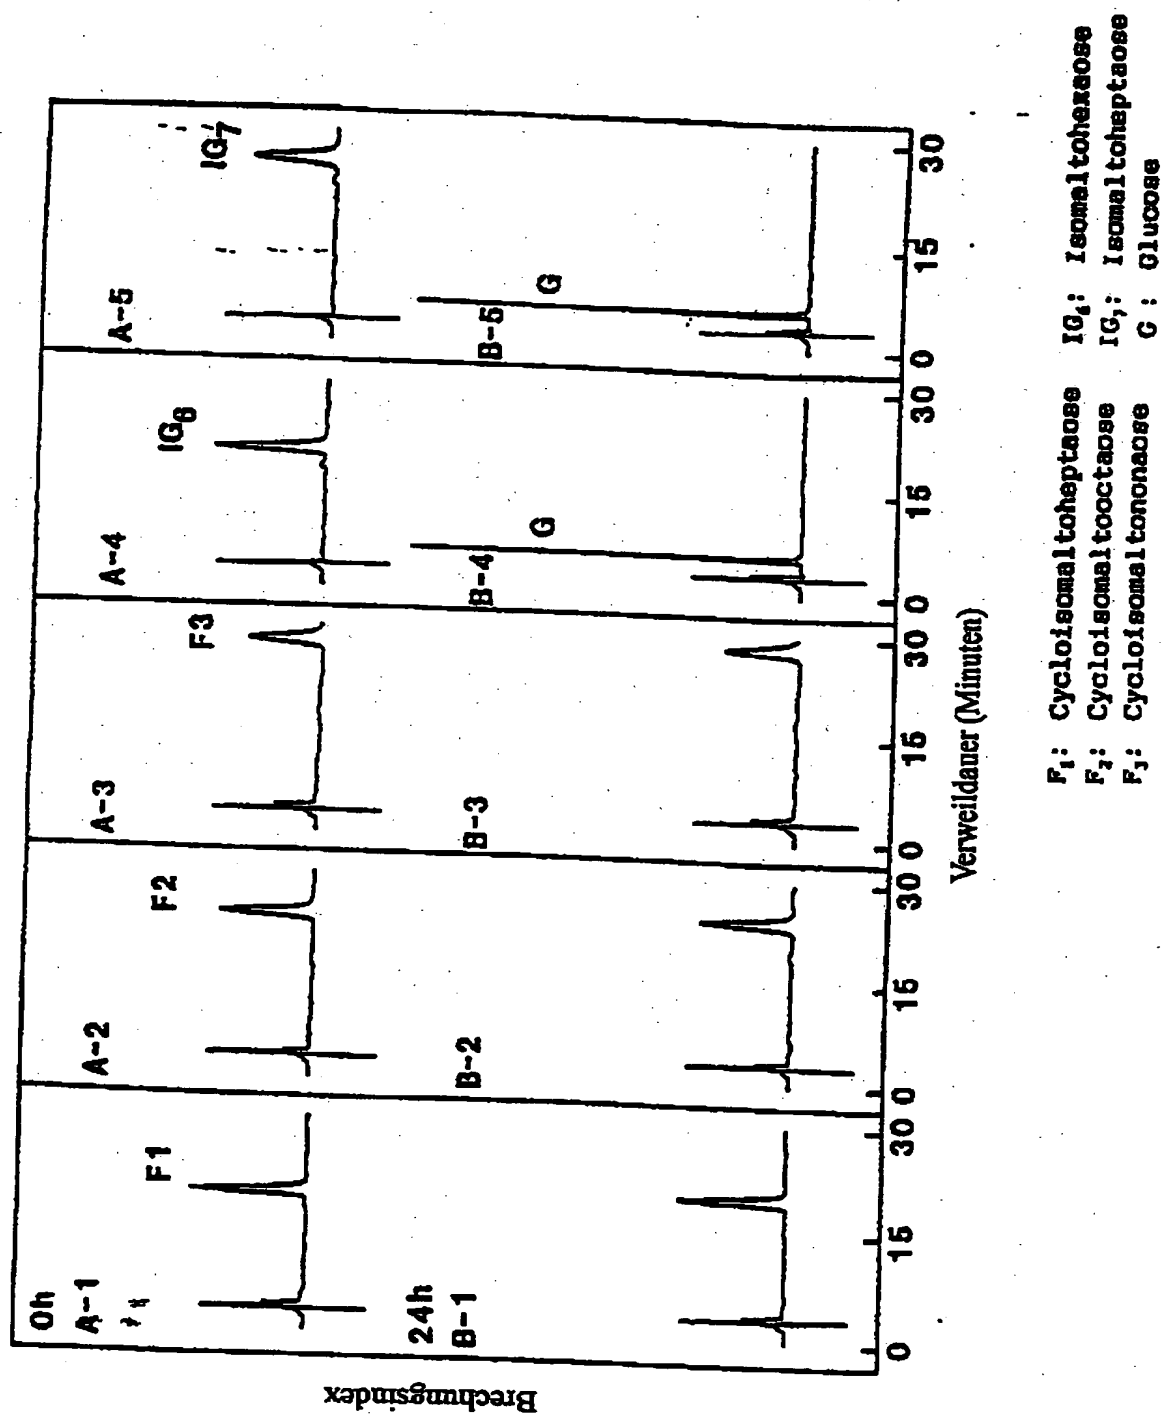 0h
A-1
F1
A-2
F2
A-3
F3
A-4
IG6
A-5
IG7
24h
B-1
B-2
B-3
B-4
G
B-5
G
0 15 30 0 15 30 0 15 30 0 15 30 0 15 30
Brechungsindex
Verweildauer (Minuten)
F₁: Cycloisomaltoheptaose IG₆: Isomaltohexaose
F₂: Cycloisomaltooctaose IG₇: Isomaltoheptaose
F₃: Cycloisomaltononaose G : Glucose